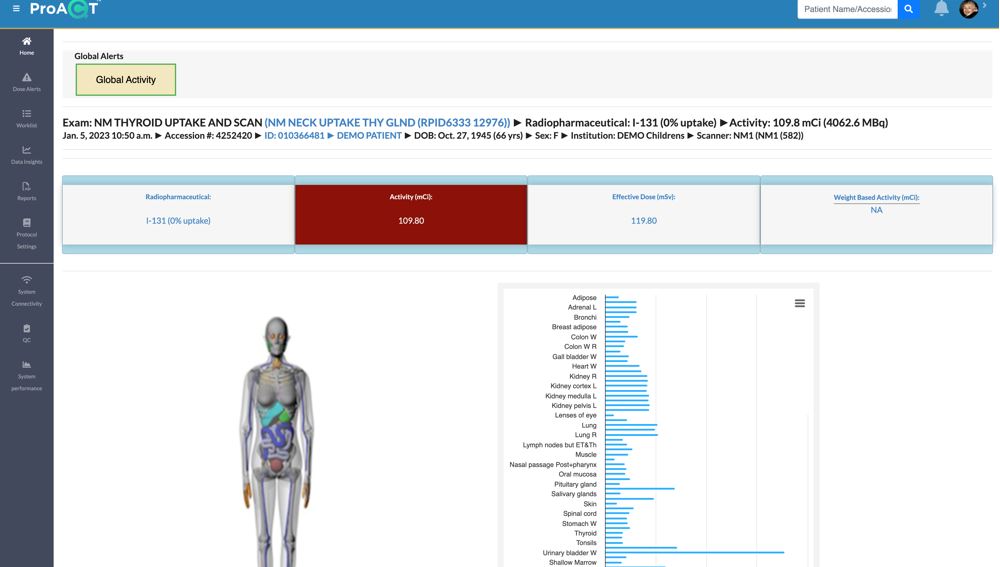 ProACT
Patient Name/Accessio
Home
Dose Alerts
Worklist
Data Insights
Reports
Protocol
Settings
System
Connectivity
QC
System
performance
Global Alerts
Global Activity
Exam: NM THYROID UPTAKE AND SCAN (NM NECK UPTAKE THY GLND (RPID6333 12976)) ► Radiopharmaceutical: I-131 (0% uptake) ►Activity: 109.8 mCi (4062.6 MBq)
Jan. 5, 2023 10:50 a.m. ► Accession #: 4252420 ► ID: 010366481 ► DEMO PATIENT ► DOB: Oct. 27, 1945 (66 yrs) ► Sex: F ► Institution: DEMO Childrens ► Scanner: NM1 (NM1 (582))
Radiopharmaceutical:
I-131 (0% uptake)
Activity (mCi):
109.80
Effective Dose (mSv):
119.80
Weight Based Activity (mCi):
NA
Adipose
Adrenal L
Bronchi
Breast adipose
Colon W
Colon W R
Gall bladder W
Heart W
Kidney R
Kidney cortex L
Kidney medulla L
Kidney pelvis L
Lenses of eye
Lung
Lung R
Lymph nodes but ET&Th
Muscle
Nasal passage Post+pharynx
Oral mucosa
Pituitary gland
Salivary glands
Skin
Spinal cord
Stomach W
Thyroid
Tonsils
Urinary bladder W
Shallow Marrow